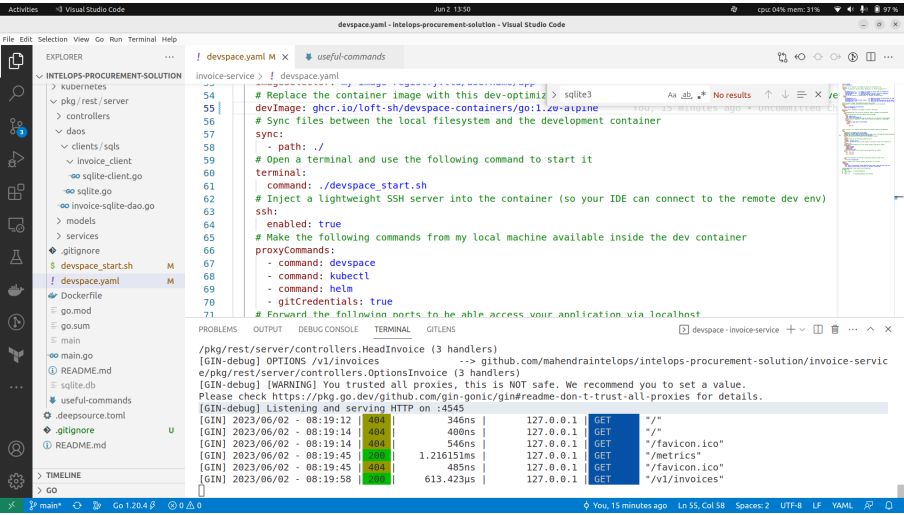 Activities
Visual Studio Code
Jun 2 13:50
cpu: 04% mem: 31%
97 %
devspace.yaml - intelops-procurement-solution - Visual Studio Code
File Edit Selection View Go Run Terminal Help
EXPLORER
INTELOPS-PROCUREMENT-SOLUTION
kubernetes
pkg / rest / server
controllers
daos
clients / sqls
invoice_client
sqlite-client.go
sqlite.go
invoice-sqlite-dao.go
models
services
.gitignore
devspace_start.sh M
devspace.yaml M
Dockerfile
go.mod
go.sum
main
main.go
README.md
sqlite.db
useful-commands
.deepsource.toml
.gitignore U
README.md
TIMELINE
GO
devspace.yaml M
useful-commands
invoice-service > devspace.yaml
sqlite3
Aa ab .* No results
54 # Replace the container image with this dev-optimiz
55 devImage: ghcr.io/loft-sh/devspace-containers/go:1.20-alpine You, 15 minutes ago • Uncommitted ch
56 # Sync files between the local filesystem and the development container
57 sync:
58 - path: ./
59 # Open a terminal and use the following command to start it
60 terminal:
61 command: ./devspace_start.sh
62 # Inject a lightweight SSH server into the container (so your IDE can connect to the remote dev env)
63 ssh:
64 enabled: true
65 # Make the following commands from my local machine available inside the dev container
66 proxyCommands:
67 - command: devspace
68 - command: kubectl
69 - command: helm
70 - gitCredentials: true
71 # Forward the following ports to be able access your application via localhost
PROBLEMS OUTPUT DEBUG CONSOLE TERMINAL GITLENS
devspace - invoice-service
/pkg/rest/server/controllers.HeadInvoice (3 handlers)
[GIN-debug] OPTIONS /v1/invoices --> github.com/mahendraintelops/intelops-procurement-solution/invoice-servic
e/pkg/rest/server/controllers.OptionsInvoice (3 handlers)
[GIN-debug] [WARNING] You trusted all proxies, this is NOT safe. We recommend you to set a value.
Please check https://pkg.go.dev/github.com/gin-gonic/gin#readme-don-t-trust-all-proxies for details.
[GIN-debug] Listening and serving HTTP on :4545
[GIN] 2023/06/02 - 08:19:12 | 404 | 346ns | 127.0.0.1 | GET "/"
[GIN] 2023/06/02 - 08:19:14 | 404 | 400ns | 127.0.0.1 | GET "/"
[GIN] 2023/06/02 - 08:19:14 | 404 | 546ns | 127.0.0.1 | GET "/favicon.ico"
[GIN] 2023/06/02 - 08:19:45 | 200 | 1.216151ms | 127.0.0.1 | GET "/metrics"
[GIN] 2023/06/02 - 08:19:45 | 404 | 485ns | 127.0.0.1 | GET "/favicon.ico"
[GIN] 2023/06/02 - 08:19:58 | 200 | 613.423µs | 127.0.0.1 | GET "/v1/invoices"
main* Go 1.20.4 0 0 You, 15 minutes ago Ln 55, Col 58 Spaces: 2 UTF-8 LF YAML